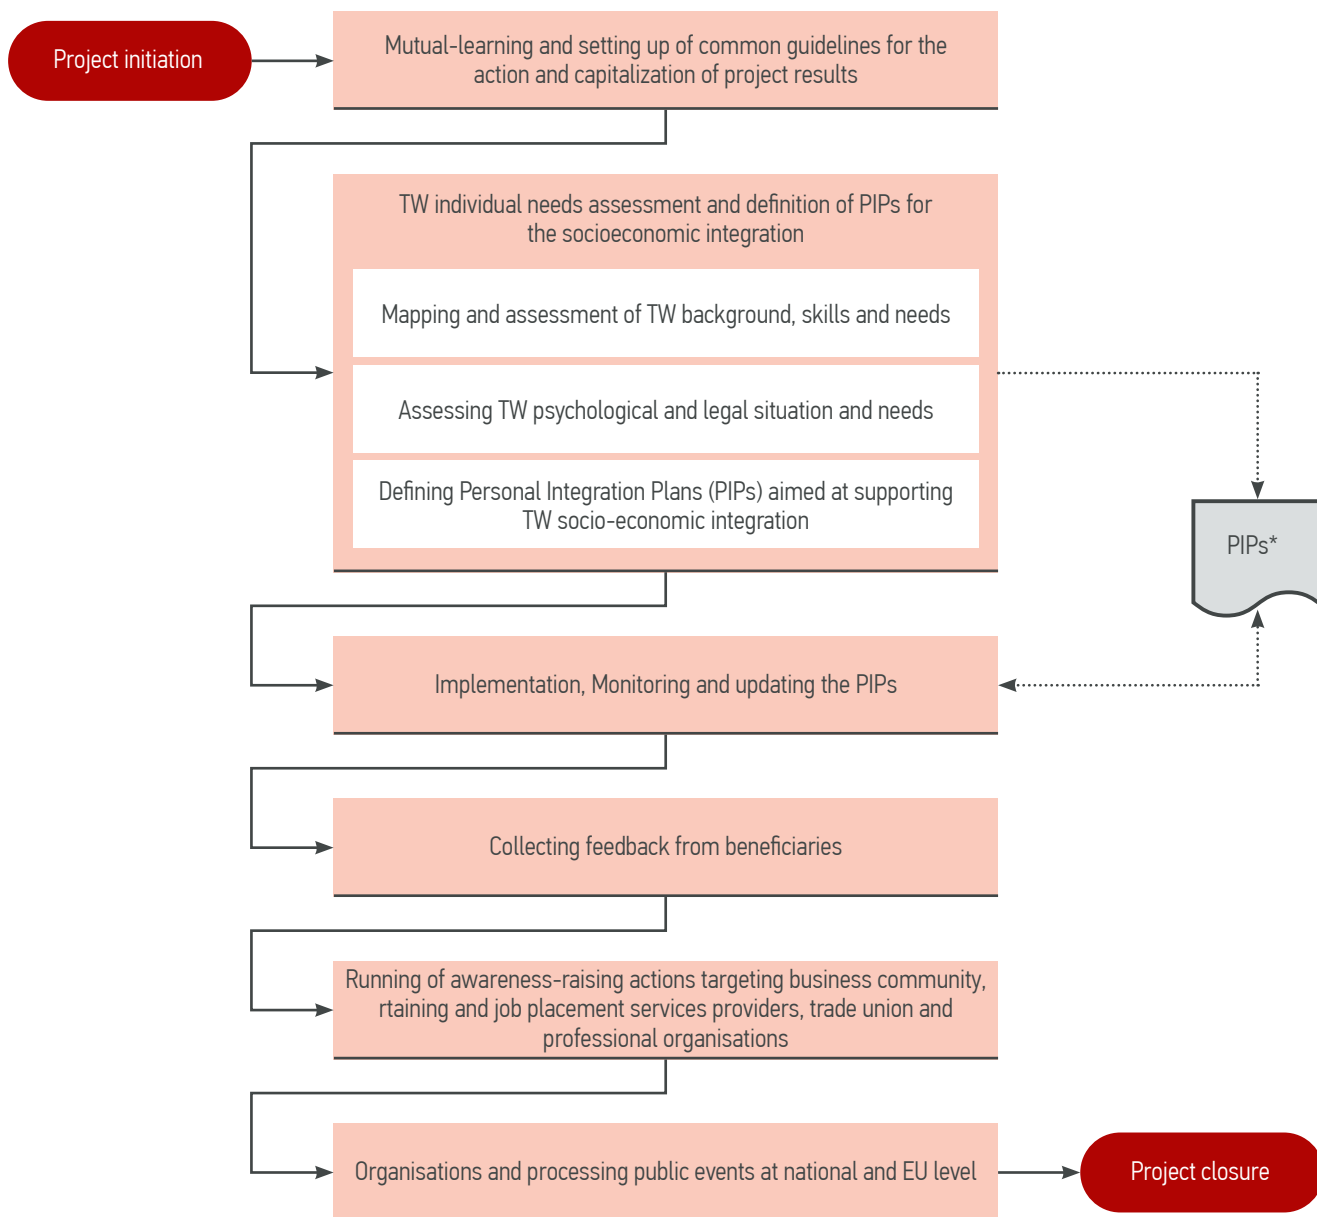 Project initiation
Mutual-learning and setting up of common guidelines for the
action and capitalization of project results
TW individual needs assessment and definition of PIPs for
the socioeconomic integration
Mapping and assessment of TW background, skills and needs
Assessing TW psychological and legal situation and needs
Defining Personal Integration Plans (PIPs) aimed at supporting
TW socio-economic integration
PIPs*
Implementation, Monitoring and updating the PIPs
Collecting feedback from beneficiaries
Running of awareness-raising actions targeting business community,
rtaining and job placement services providers, trade union and
professional organisations
Organisations and processing public events at national and EU level
Project closure